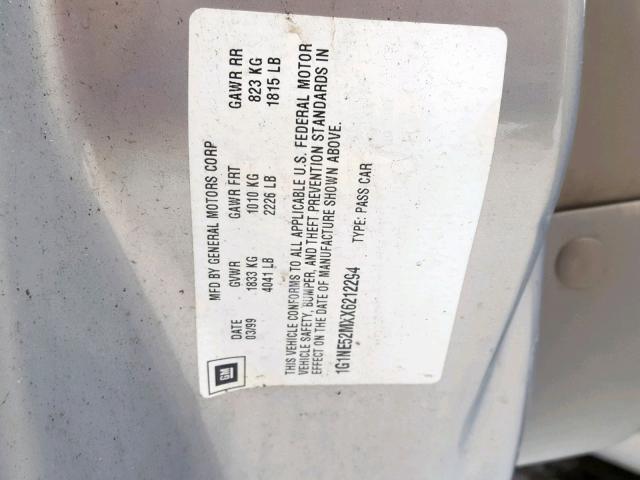 GM
MFD BY GENERAL MOTORS CORP
DATE GVWR GAWR FRT GAWR RR
03/99 1833 KG 1010 KG 823 KG
4041 LB 2226 LB 1815 LB
THIS VEHICLE CONFORMS TO ALL APPLICABLE U.S. FEDERAL MOTOR
VEHICLE SAFETY, BUMPER, AND THEFT PREVENTION STANDARDS IN
EFFECT ON THE DATE OF MANUFACTURE SHOWN ABOVE.
1G1NE52MXX6212294 TYPE: PASS CAR